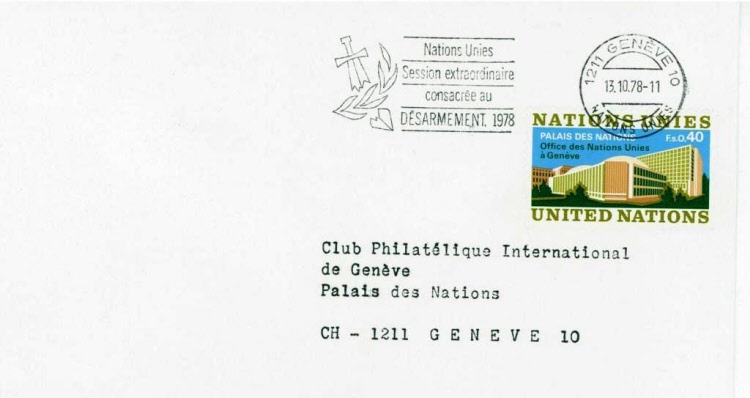 Nations Unies
Session extraordinaire
consacrée au
DÉSARMEMENT. 1978
1211 GENÈVE 10
13.10.78-11
NATIONS UNIES
NATIONS UNIES
PALAIS DES NATIONS
F.s.0.40
Office des Nations Unies
à Genève
UNITED NATIONS
Club Philatélique International
de Genève
Palais des Nations
CH - 1211 G E N E V E 10